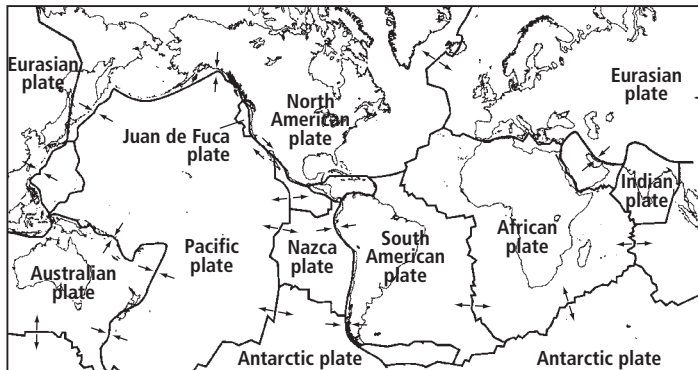 Eurasian
plate
North
American
plate
Eurasian
plate
Juan de Fuca
plate
Indian
plate
Australian
plate
Pacific
plate
Nazca
plate
South
American
plate
African
plate
Antarctic plate
Antarctic plate